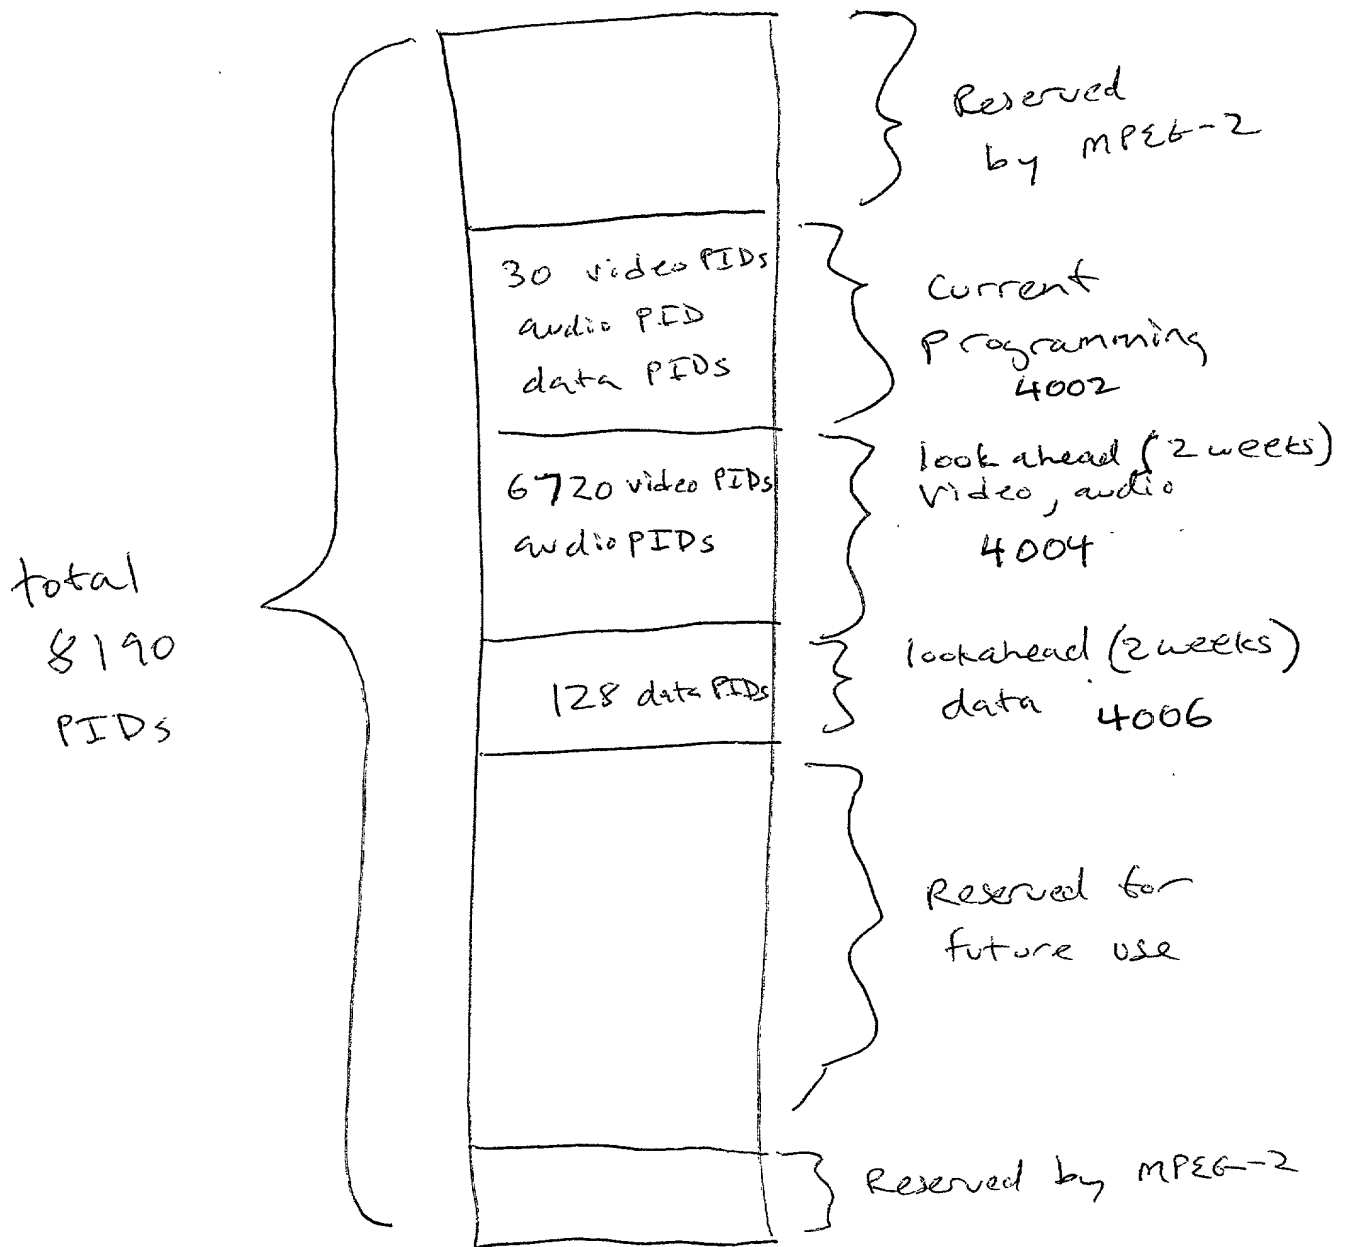 Reserved
by MPEG-2
30 video PIDs
audio PID
data PIDs
Current
Programming
4002
6720 video PIDs
audio PIDs
look ahead (2 weeks)
video, audio
4004
total
8190
PIDs
128 data PIDs
lookahead (2 weeks)
data 4006
Reserved for
future use
Reserved by MPEG-2